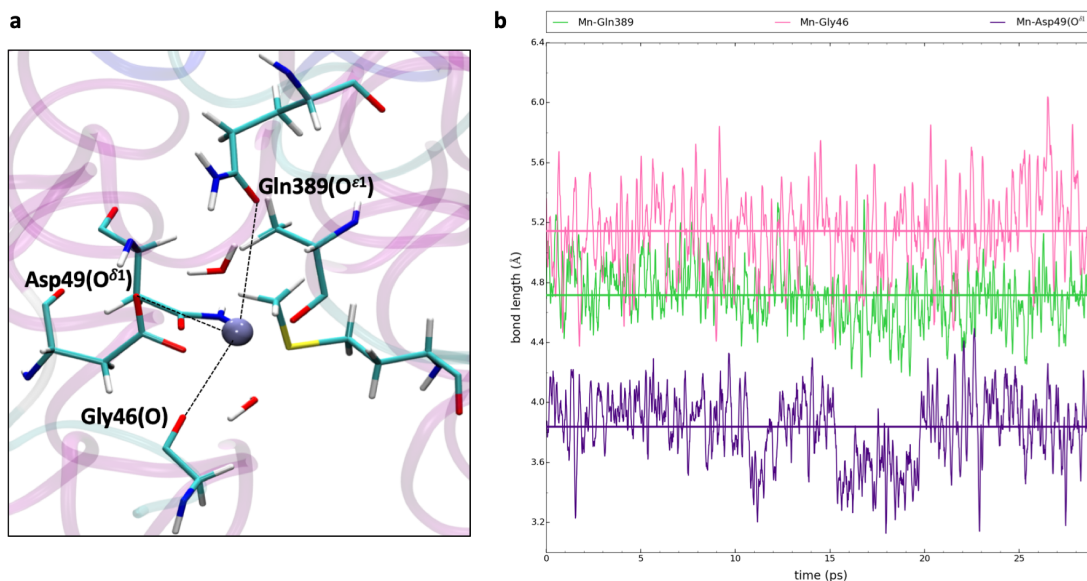 a
Gln389(Oᵋ¹)
Asp49(Oᵟ¹)
Gly46(O)
b
Mn-Gln389 Mn-Gly46 Mn-Asp49(Oᵟ¹
6.4
6.0
5.6
5.2
4.8
4.4
4.0
3.6
3.2
bond length (Å)
0 5 10 15 20 25
time (ps)